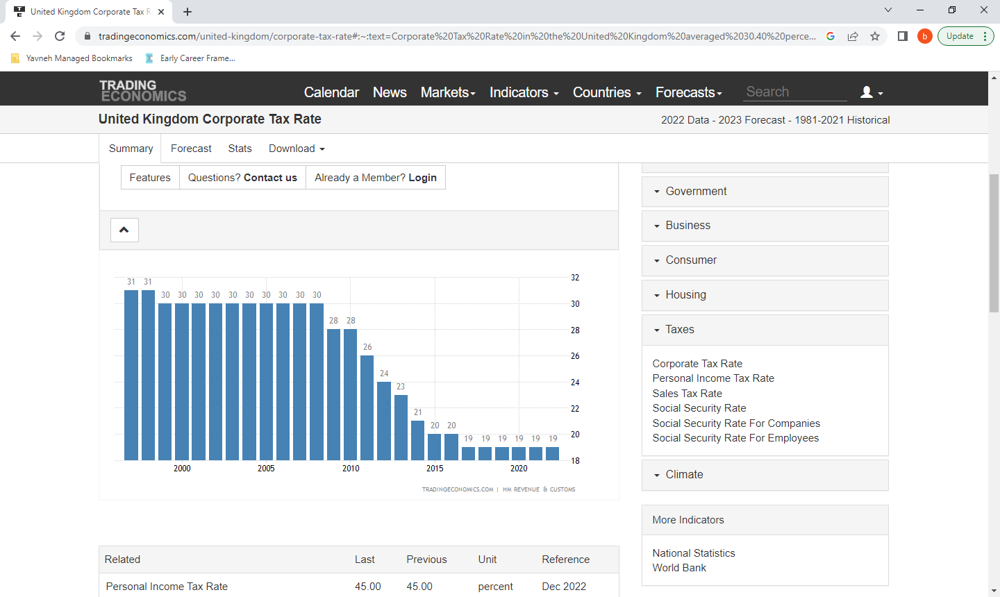 United Kingdom Corporate Tax R
tradingeconomics.com/united-kingdom/corporate-tax-rate#:~:text=Corporate%20Tax%20Rate%20in%20the%20United%20Kingdom%20averaged%2030.40%20perce...
b
Update
Yavneh Managed Bookmarks
Early Career Frame...
TRADING
ECONOMICS
Calendar News Markets Indicators Countries Forecasts Search
United Kingdom Corporate Tax Rate
2022 Data - 2023 Forecast - 1981-2021 Historical
Summary Forecast Stats Download
Features Questions? Contact us Already a Member? Login
31 31 30 30 30 30 30 30 30 30 30 30 28 28 26 24 23 21 20 20 19 19 19 19 19 19
32
30
28
26
24
22
20
18
2000 2005 2010 2015 2020
TRADINGECONOMICS.COM | HM REVENUE & CUSTOMS
Related Last Previous Unit Reference
Personal Income Tax Rate 45.00 45.00 percent Dec 2022
Government
Business
Consumer
Housing
Taxes
Corporate Tax Rate
Personal Income Tax Rate
Sales Tax Rate
Social Security Rate
Social Security Rate For Companies
Social Security Rate For Employees
Climate
More Indicators
National Statistics
World Bank